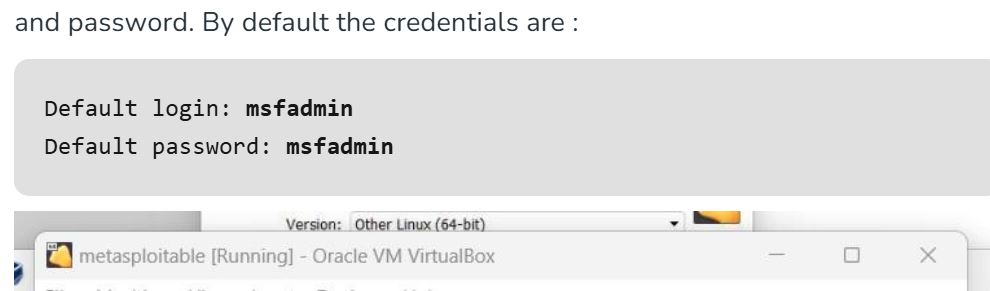 and password. By default the credentials are :
Default login: msfadmin
Default password: msfadmin
Version: Other Linux (64-bit)
metasploitable [Running] - Oracle VM VirtualBox